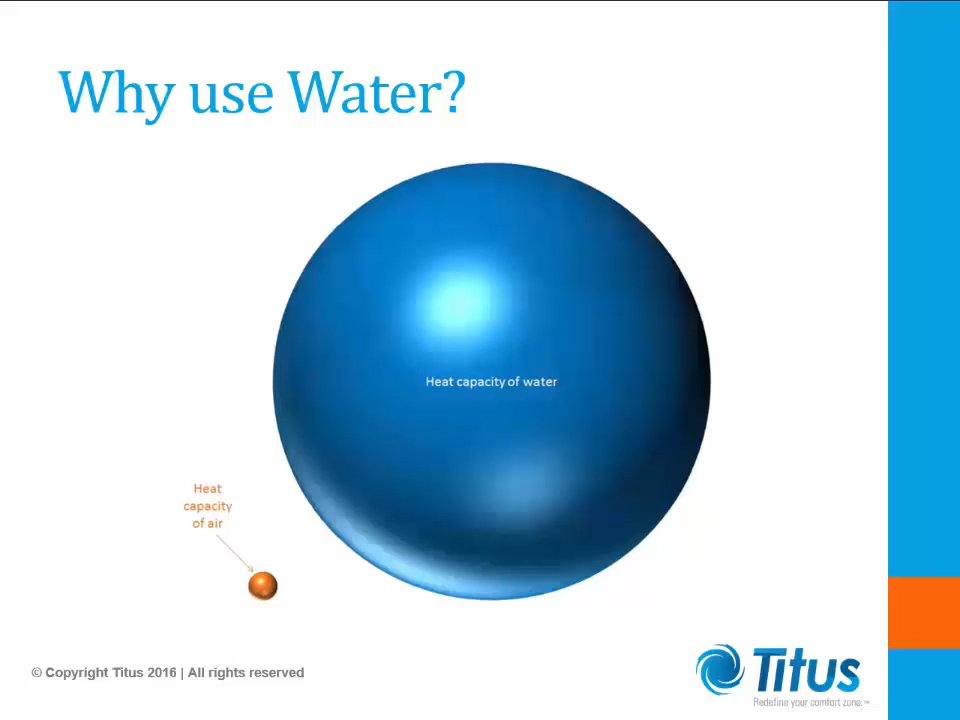 Why use Water?
Heat capacity of water
Heat
capacity
of air
© Copyright Titus 2016 | All rights reserved
Titus
Redefine your comfort zone.™